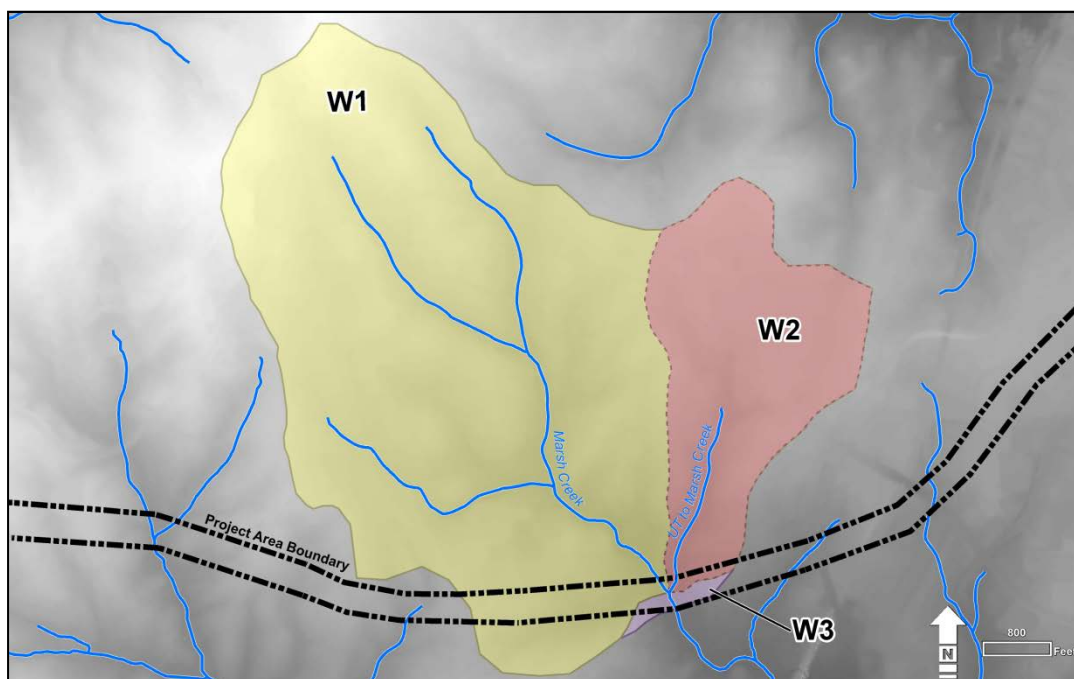 W1
W2
Marsh Creek
UT to Marsh Creek
Project Area Boundary
W3
800
N
Feet